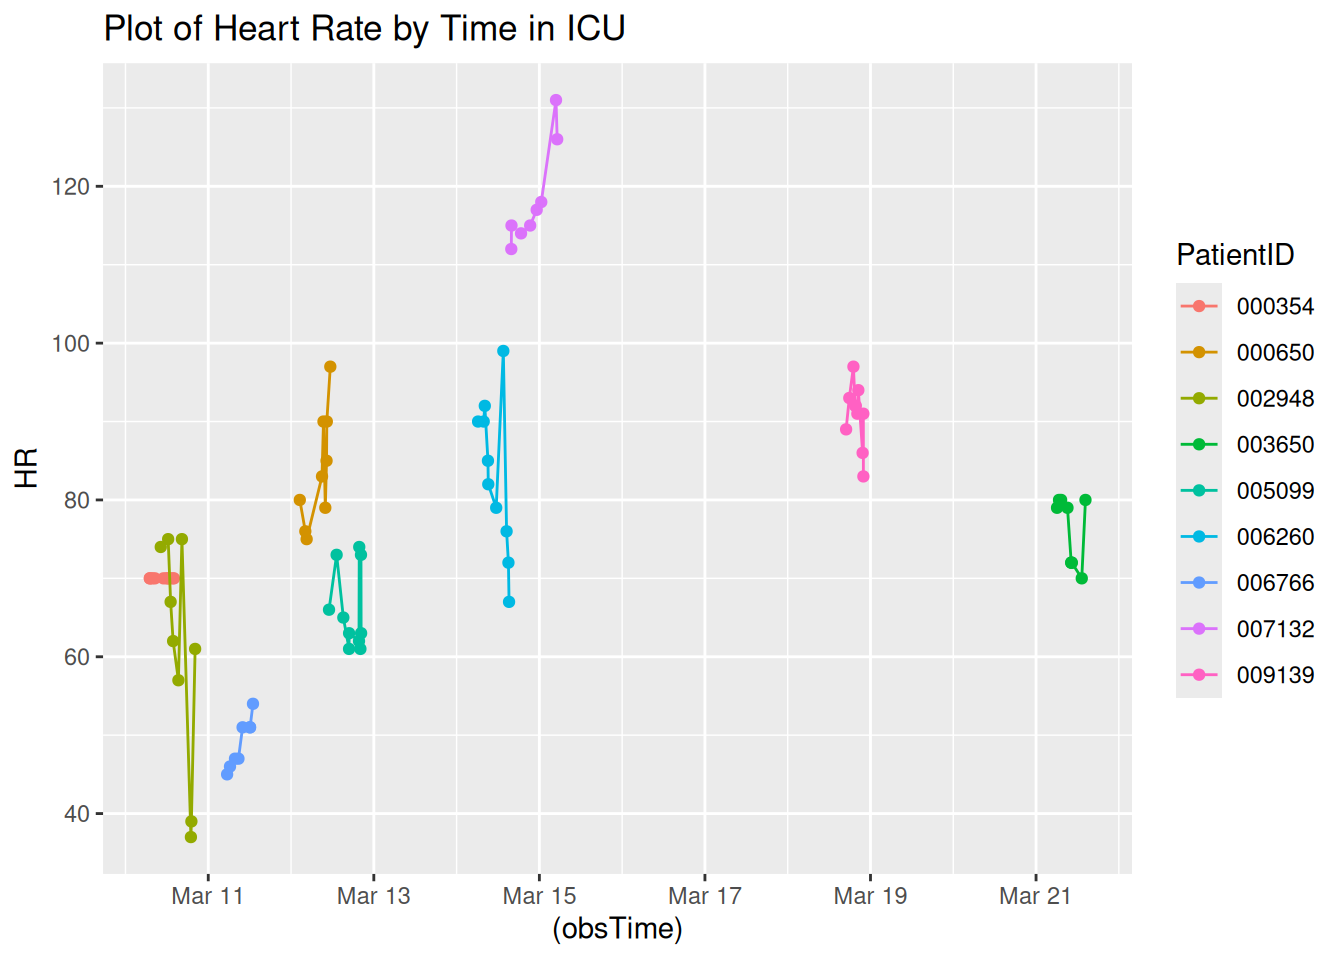 Plot of Heart Rate by Time in ICU
120
100
80
60
40
HR
Mar 11
Mar 13
Mar 15
Mar 17
Mar 19
Mar 21
(obsTime)
PatientID
000354
000650
002948
003650
005099
006260
006766
007132
009139